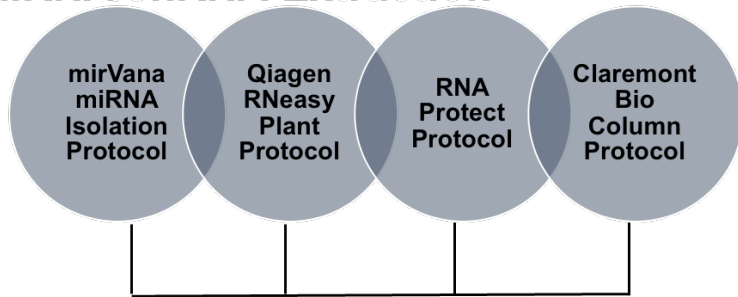 mirVana
miRNA
Isolation
Protocol
Qiagen
RNeasy
Plant
Protocol
RNA
Protect
Protocol
Claremont
Bio
Column
Protocol